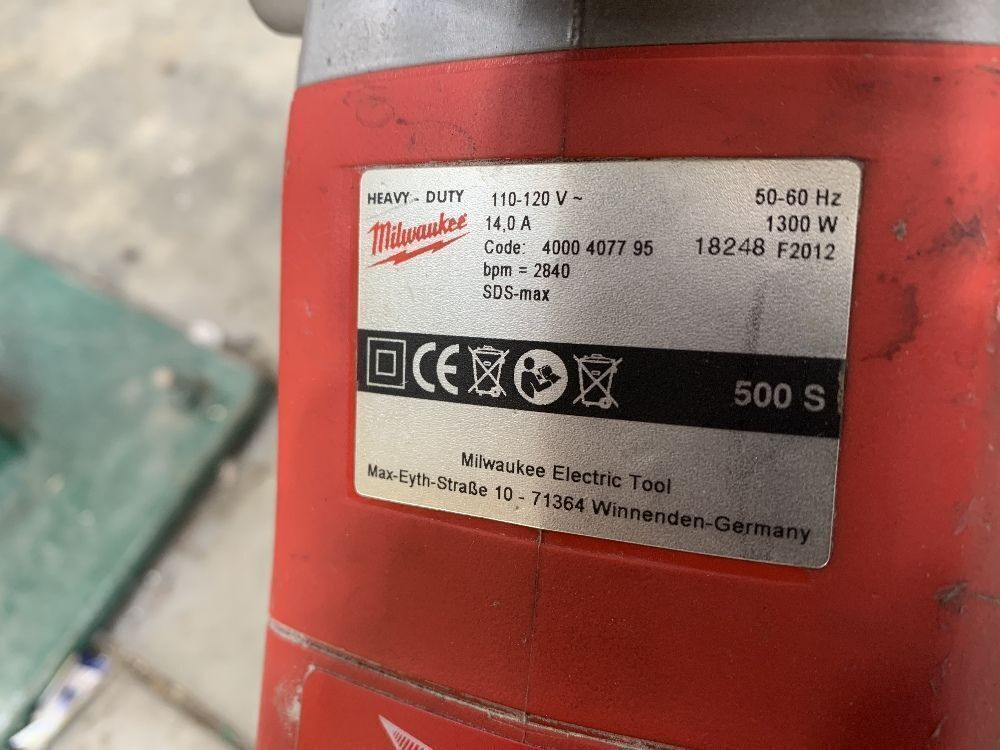 HEAVY - DUTY 110-120 V ~ 50-60 Hz
Milwaukee 14,0 A 1300 W
Code: 4000 4077 95 18248 F2012
bpm = 2840
SDS-max
CE 500 S
Milwaukee Electric Tool
Max-Eyth-Straße 10 - 71364 Winnenden-Germany